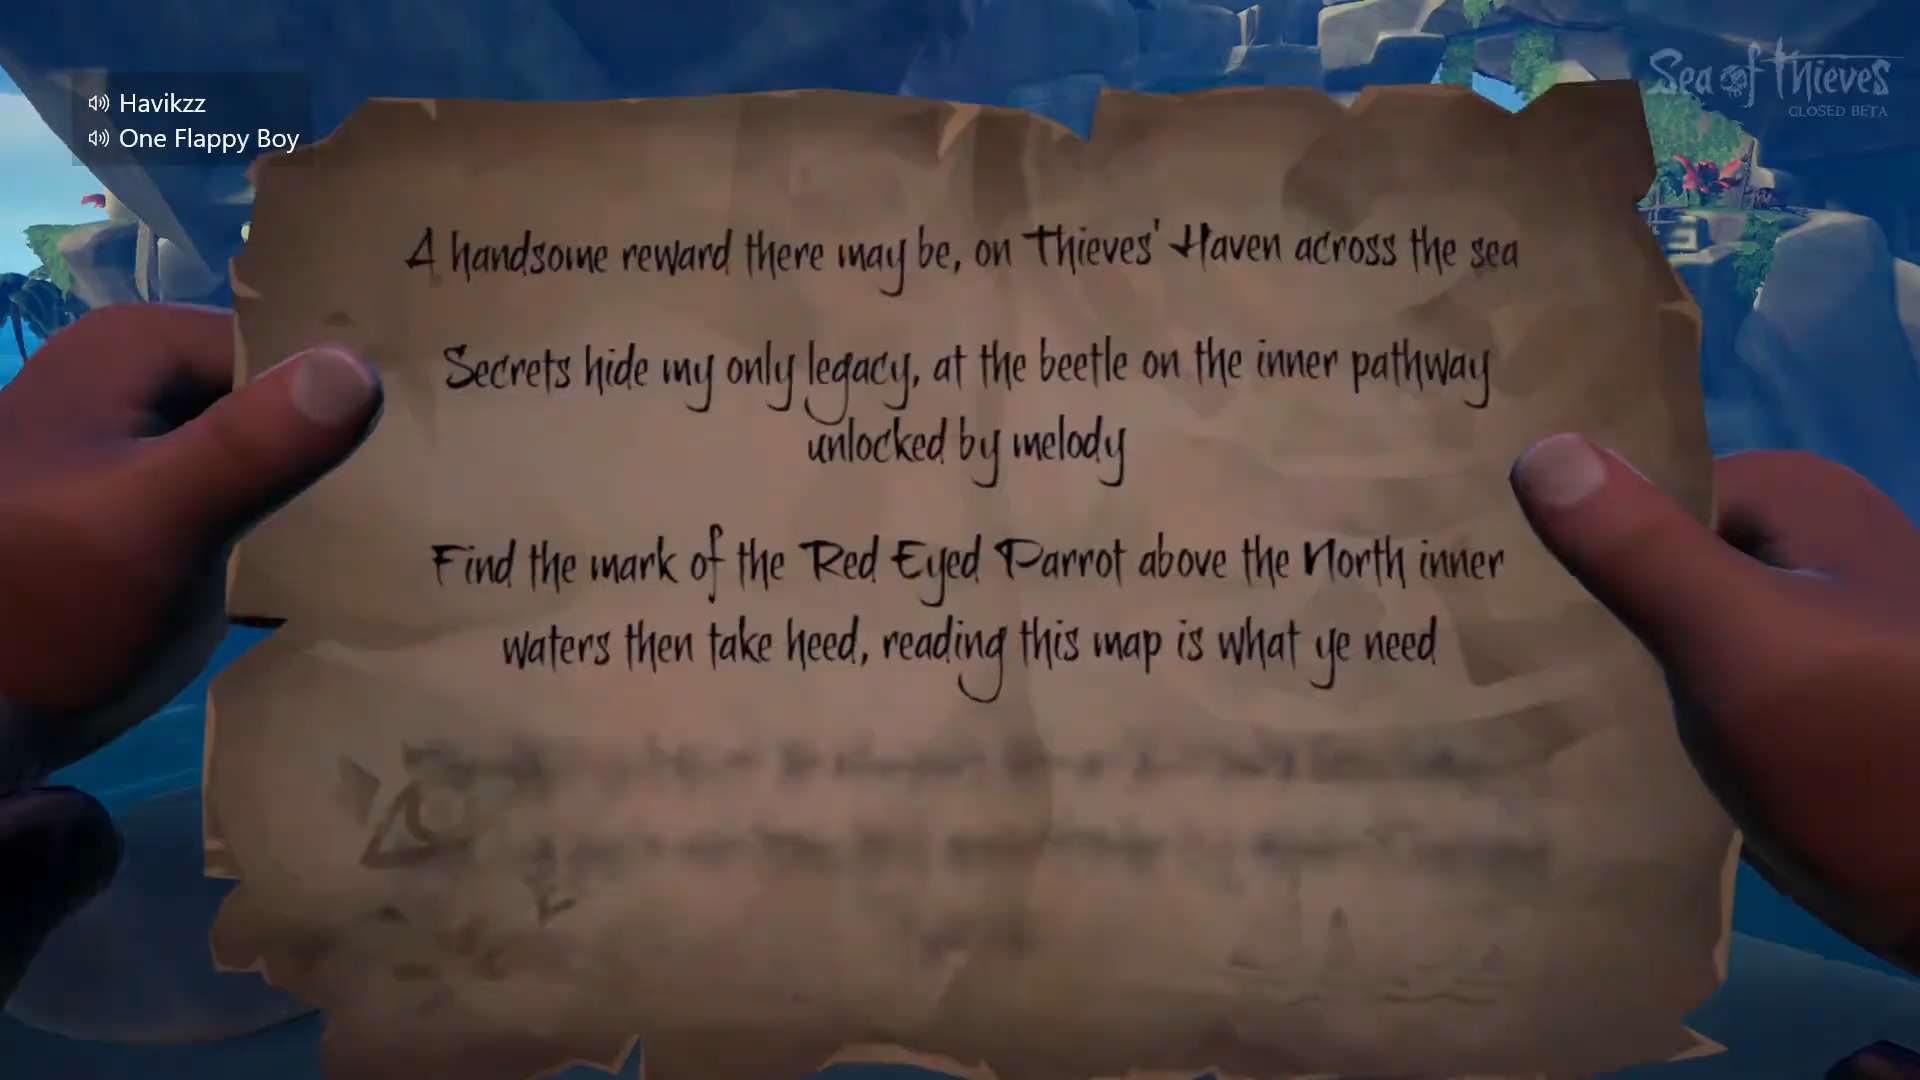 Havikzz
One Flappy Boy
Sea of Thieves
CLOSED BETA
A handsome reward there may be, on Thieves' Haven across the sea
Secrets hide my only legacy, at the beetle on the inner pathway
unlocked by melody
Find the mark of the Red Eyed Parrot above the North inner
waters then take heed, reading this map is what ye need